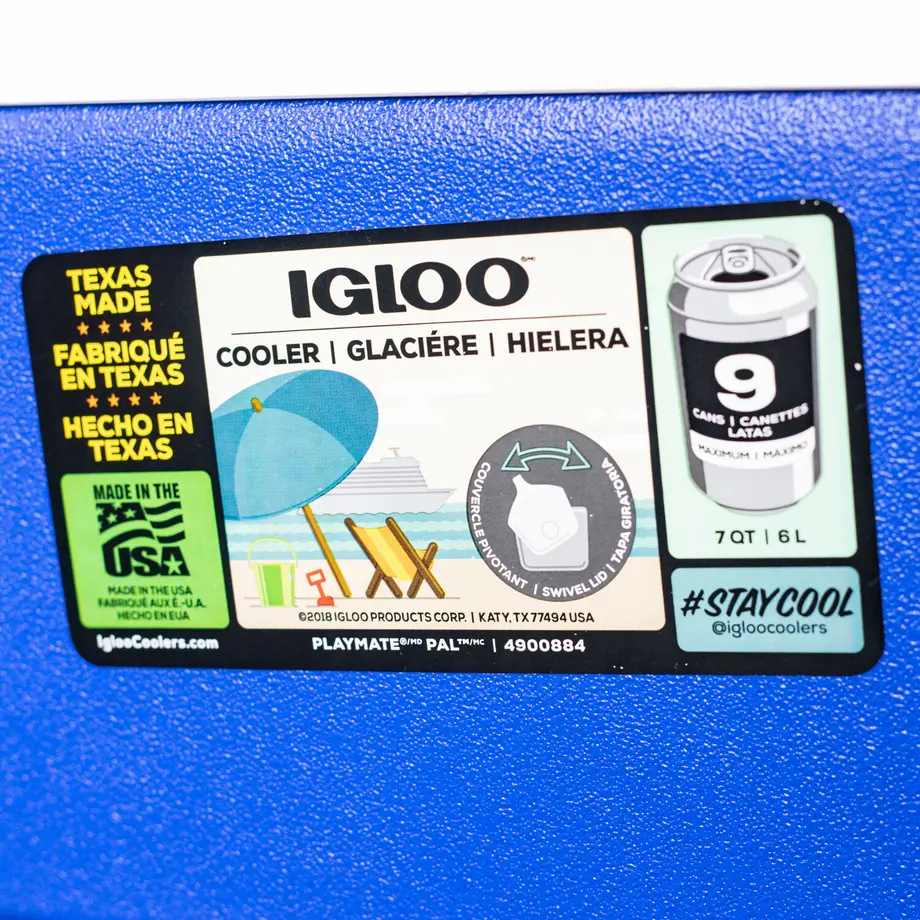 TEXAS
MADE
FABRIQUÉ
EN TEXAS
HECHO EN
TEXAS
MADE IN THE
USA
MADE IN THE USA
FABRIQUÉ AUX É.-U.A.
HECHO EN EUA
IglooCoolers.com
IGLOO
COOLER | GLACIÉRE | HIELERA
COUVERCLE PIVOTANT | SWIVEL LID | TAPA GIRATORIA
©2018 IGLOO PRODUCTS CORP. | KATY, TX 77494 USA
PLAYMATE®/MD PAL™/MC | 4900884
9
CANS | CANETTES
LATAS
MAXIMUM | MÁXIMO
7 QT | 6 L
#STAYCOOL
@igloocoolers